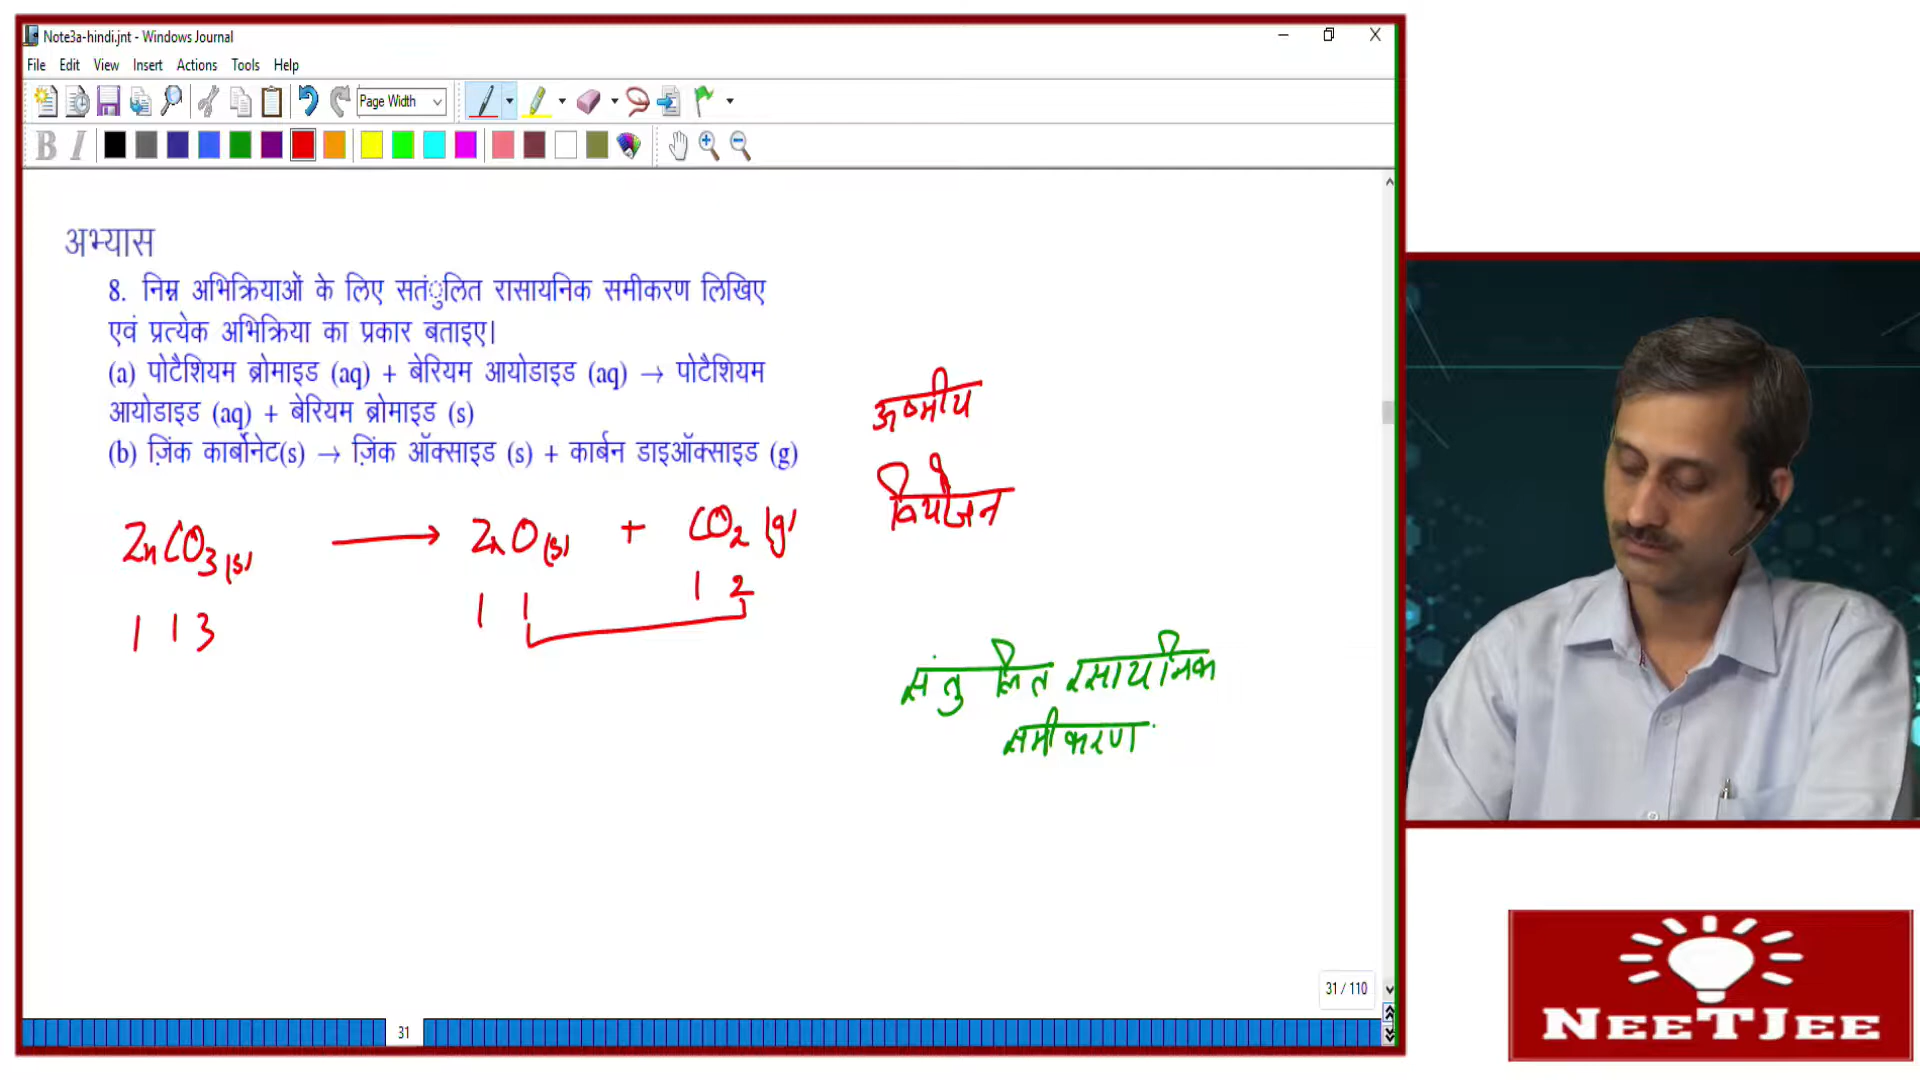 Note3a-hindi.jnt - Windows Journal
File Edit View Insert Actions Tools Help
Page Width
B I
अभ्यास
8. निम्न अभिक्रियाओं के लिए सतंुलित रासायनिक समीकरण लिखिए
एवं प्रत्येक अभिक्रिया का प्रकार बताइए।
(a) पोटैशियम ब्रोमाइड (aq) + बेरियम आयोडाइड (aq) → पोटैशियम
आयोडाइड (aq) + बेरियम ब्रोमाइड (s)
(b) ज़िंक कार्बोनेट(s) → ज़िंक ऑक्साइड (s) + कार्बन डाइऑक्साइड (g)
ऊष्मीय
वियोजन
ZnCO3(s) → ZnO(s) + CO2(g)
1 1 3 1 1 1 2
संतुलित रसायनिक
समीकरण
31 / 110
31
NEETJEE